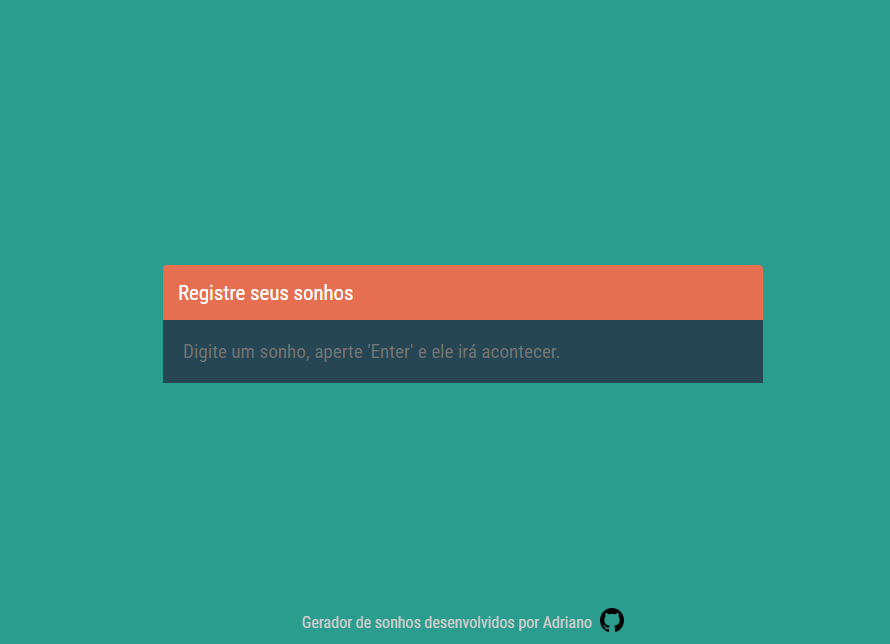 Registre seus sonhos
Digite um sonho, aperte 'Enter' e ele irá acontecer.
Gerador de sonhos desenvolvidos por Adriano